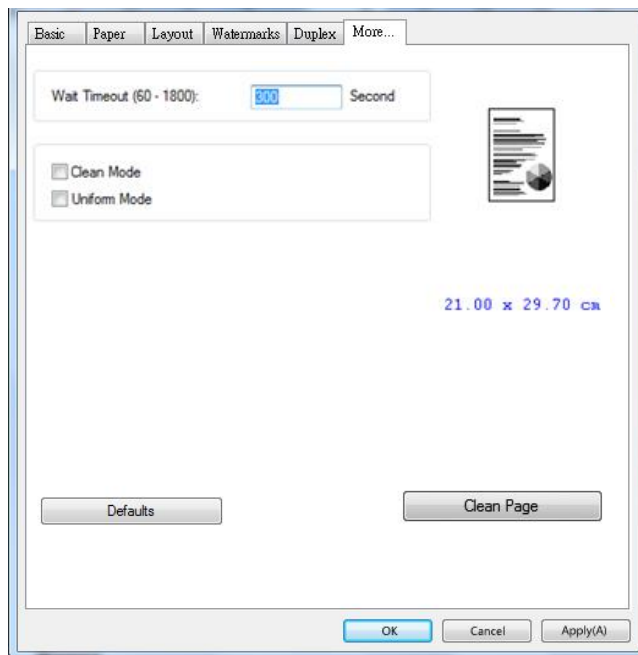 Basic Paper Layout Watermarks Duplex More...
Wait Timeout (60 - 1800): 300 Second
Clean Mode
Uniform Mode
21.00 x 29.70 cm
Defaults Clean Page
OK Cancel Apply(A)